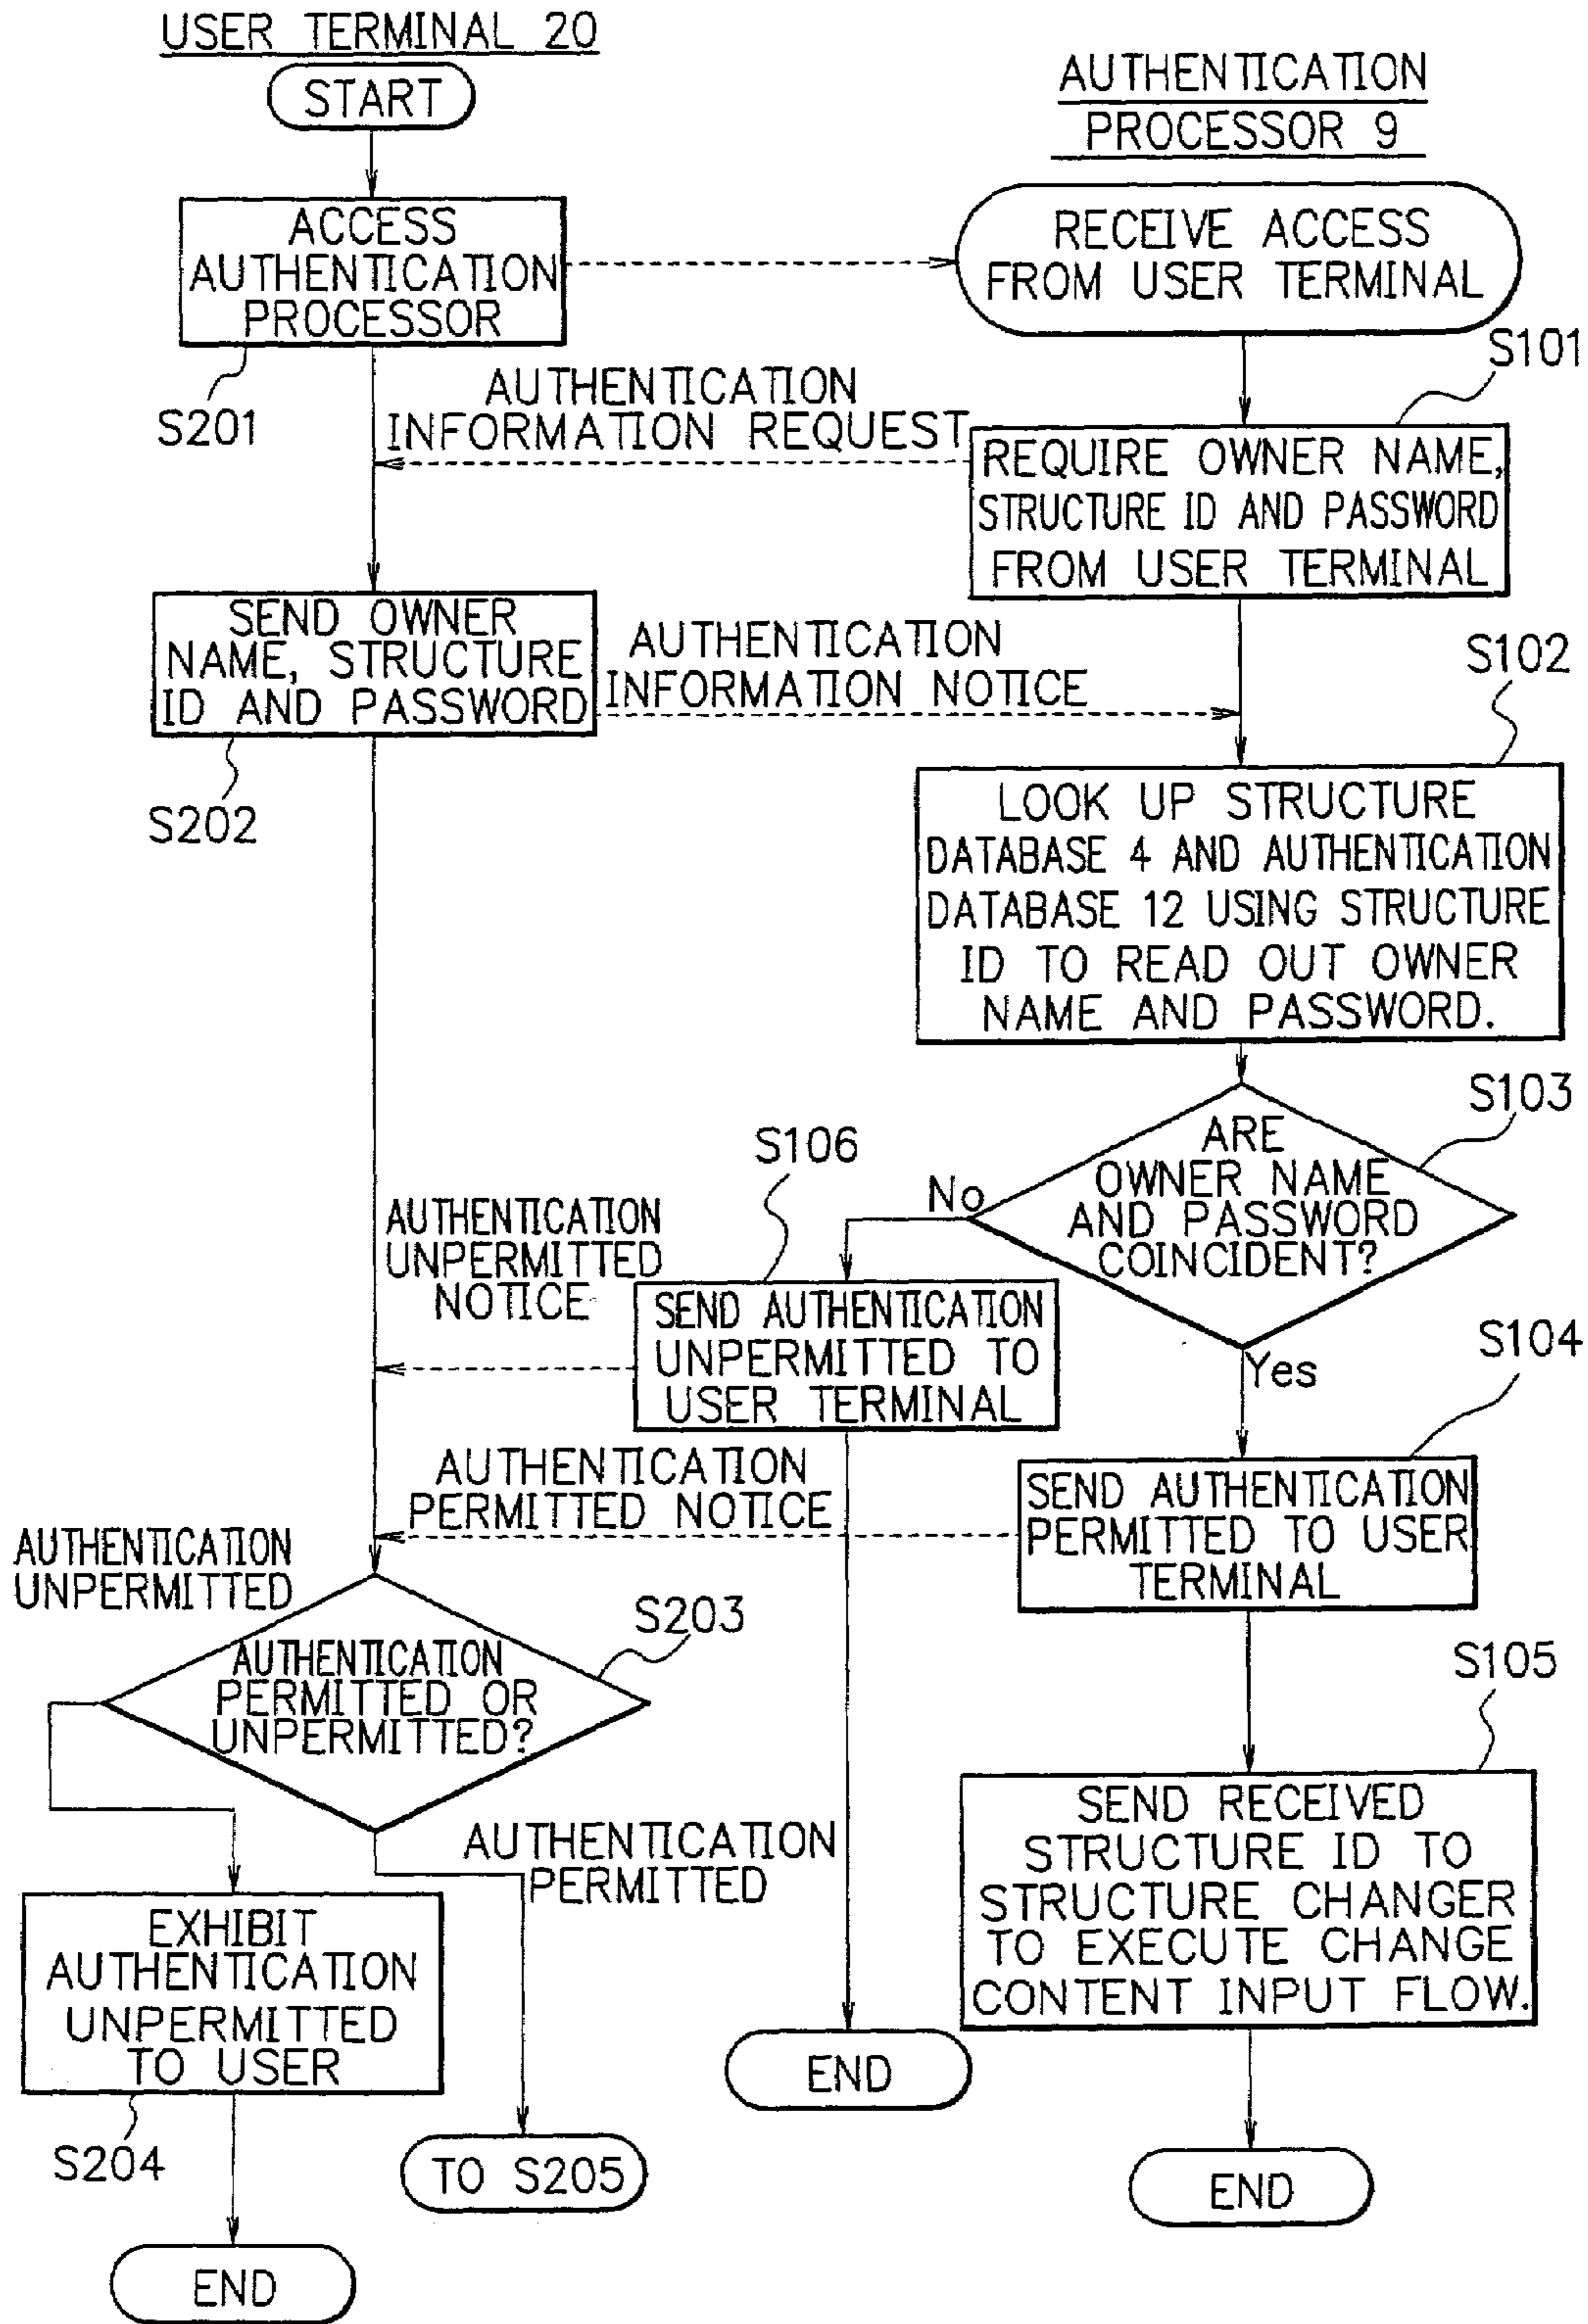 USER TERMINAL 20
START
ACCESS
AUTHENTICATION
PROCESSOR
S201
AUTHENTICATION
PROCESSOR 9
RECEIVE ACCESS
FROM USER TERMINAL
S101
AUTHENTICATION
INFORMATION REQUEST
REQUIRE OWNER NAME,
STRUCTURE ID AND PASSWORD
FROM USER TERMINAL
SEND OWNER
NAME, STRUCTURE
ID AND PASSWORD
S202
AUTHENTICATION
INFORMATION NOTICE
S102
LOOK UP STRUCTURE
DATABASE 4 AND AUTHENTICATION
DATABASE 12 USING STRUCTURE
ID TO READ OUT OWNER
NAME AND PASSWORD.
S103
ARE
OWNER NAME
AND PASSWORD
COINCIDENT?
No
Yes
S106
AUTHENTICATION
UNPERMITTED
NOTICE
SEND AUTHENTICATION
UNPERMITTED TO
USER TERMINAL
S104
AUTHENTICATION
PERMITTED NOTICE
SEND AUTHENTICATION
PERMITTED TO USER
TERMINAL
AUTHENTICATION
UNPERMITTED
S203
AUTHENTICATION
PERMITTED OR
UNPERMITTED?
S105
SEND RECEIVED
STRUCTURE ID TO
STRUCTURE CHANGER
TO EXECUTE CHANGE
CONTENT INPUT FLOW.
AUTHENTICATION
PERMITTED
EXHIBIT
AUTHENTICATION
UNPERMITTED
TO USER
S204
END
TO S205
END
END